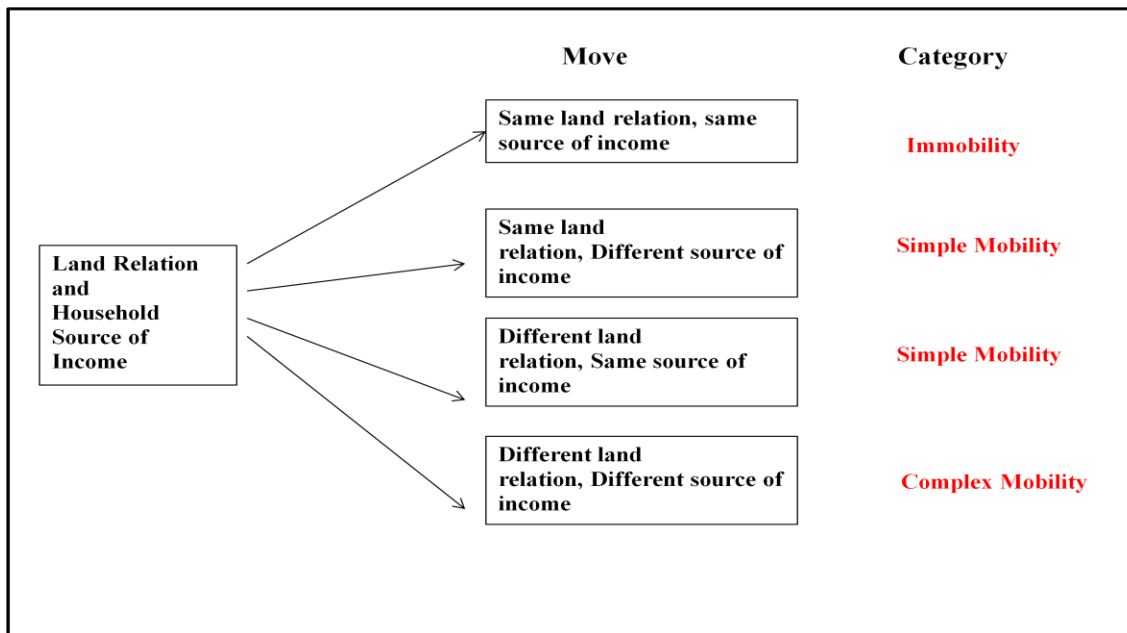 Move
Category
Same land relation, same
source of income
Immobility
Same land
relation, Different source of
income
Simple Mobility
Land Relation
and
Household
Source of
Income
Different land
relation, Same source of
income
Simple Mobility
Different land
relation, Different source of
income
Complex Mobility